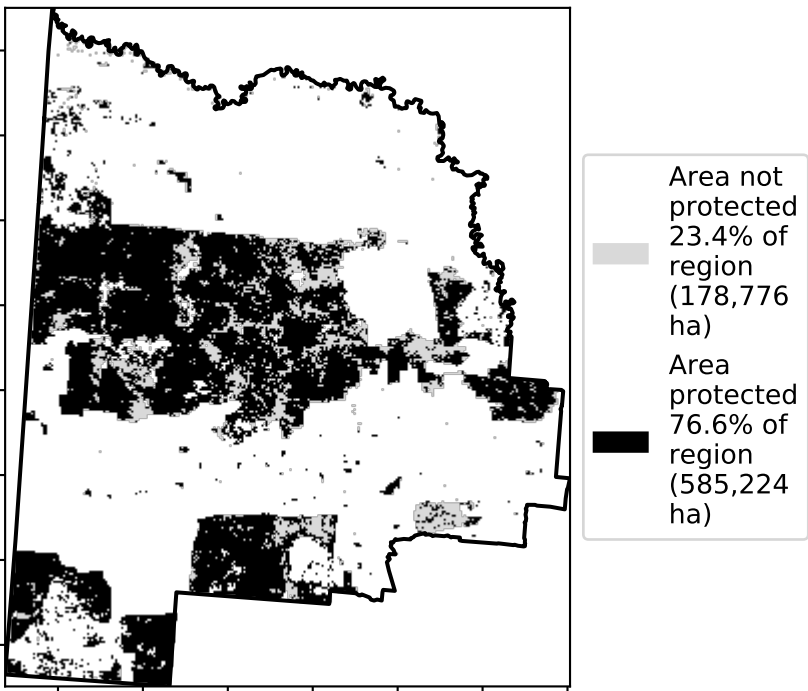 Area not
protected
23.4% of
region
(178,776
ha)
Area
protected
76.6% of
region
(585,224
ha)